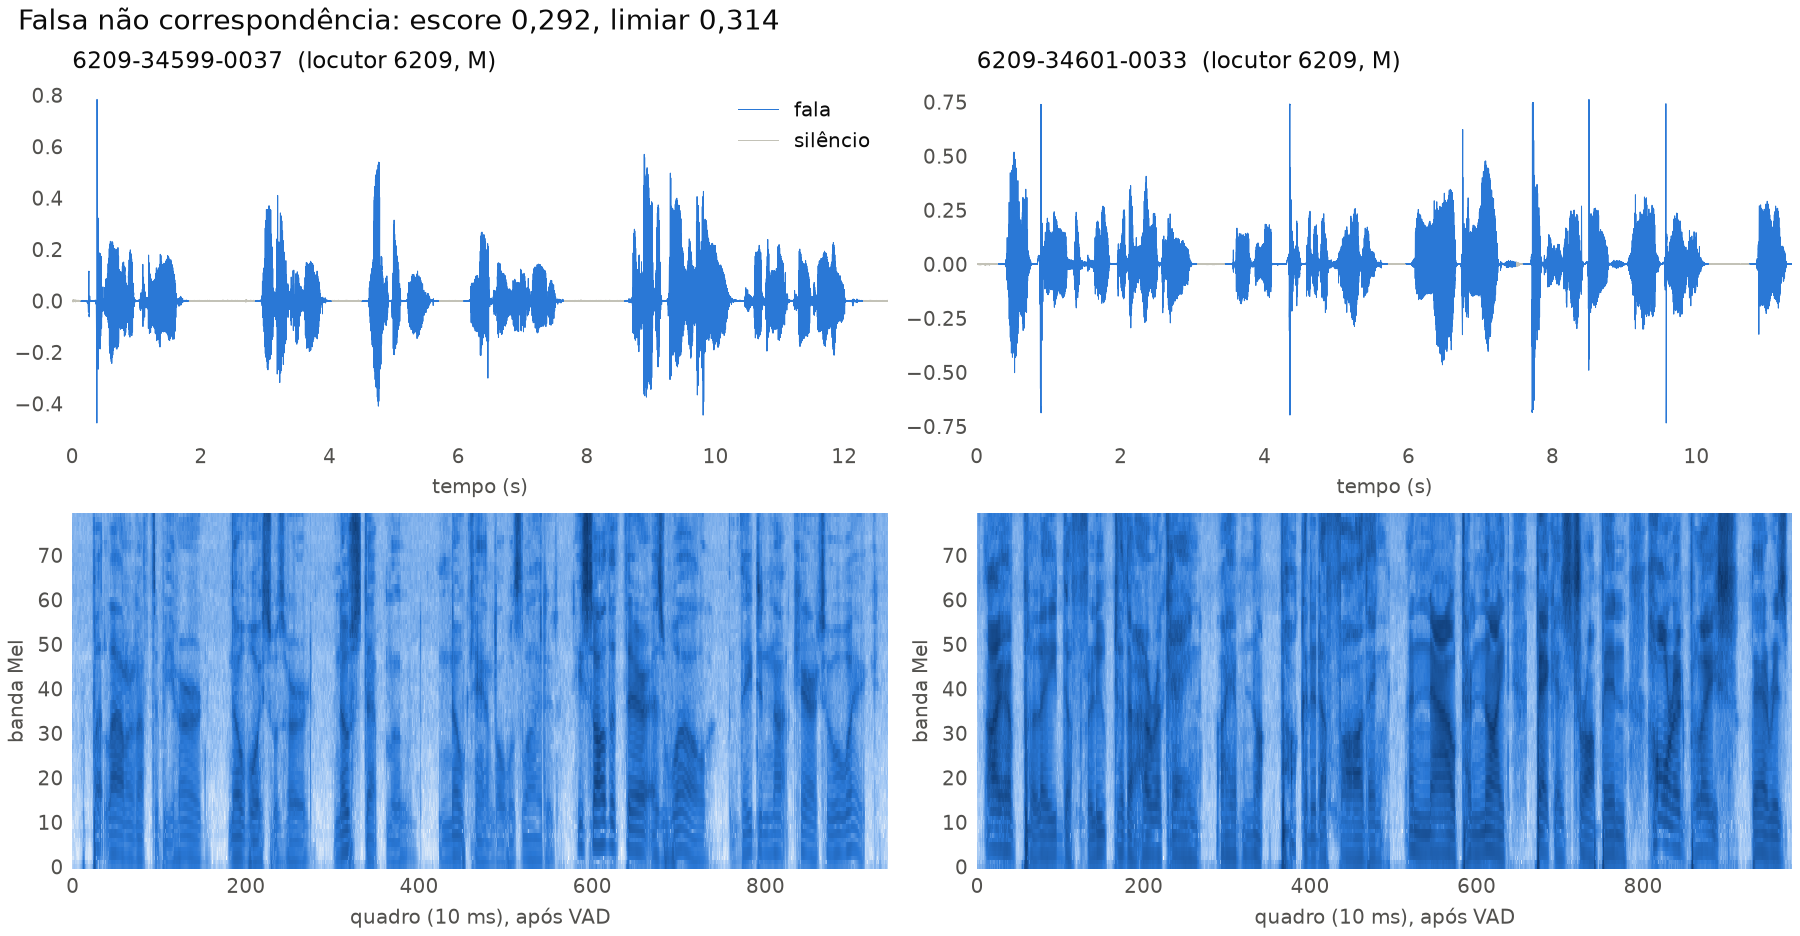 Falsa não correspondência: escore 0,292, limiar 0,314
6209-34599-0037  (locutor 6209, M)
0.8
0.6
0.4
0.2
0.0
−0.2
−0.4
fala
silêncio
0 2 4 6 8 10 12
tempo (s)
6209-34601-0033  (locutor 6209, M)
0.75
0.50
0.25
0.00
−0.25
−0.50
−0.75
0 2 4 6 8 10
tempo (s)
banda Mel
70
60
50
40
30
20
10
0
0 200 400 600 800
quadro (10 ms), após VAD
banda Mel
70
60
50
40
30
20
10
0
0 200 400 600 800
quadro (10 ms), após VAD